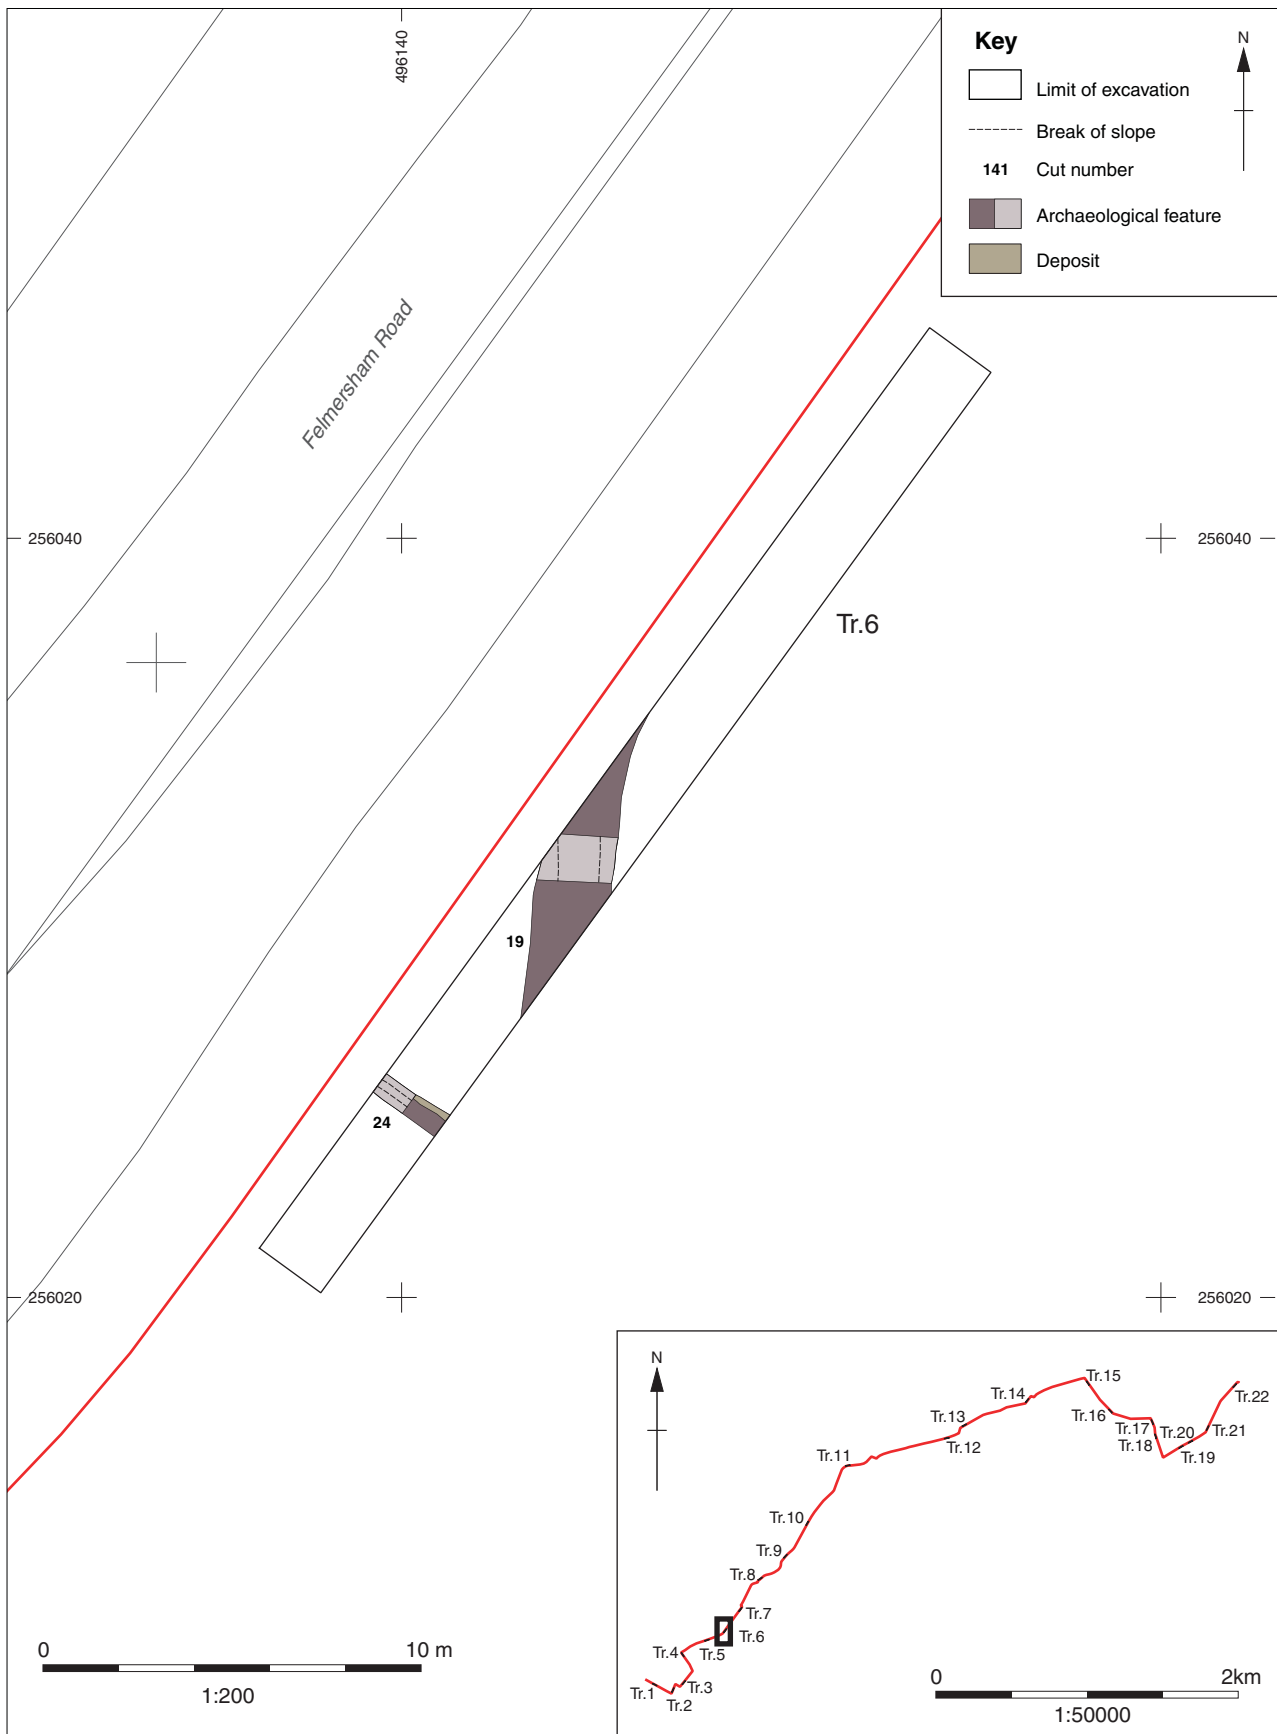 496140
Key
N
Limit of excavation
Break of slope
141 Cut number
Archaeological feature
Deposit
Felmersham Road
256040
256040
Tr.6
19
24
256020
256020
N
Tr.15
Tr.22
Tr.14
Tr.16
Tr.13
Tr.17
Tr.20
Tr.21
Tr.12
Tr.18
Tr.11
Tr.19
Tr.10
Tr.9
Tr.8
Tr.7
Tr.6
Tr.4
Tr.5
Tr.3
Tr.1
Tr.2
0 10 m
1:200
0 2km
1:50000